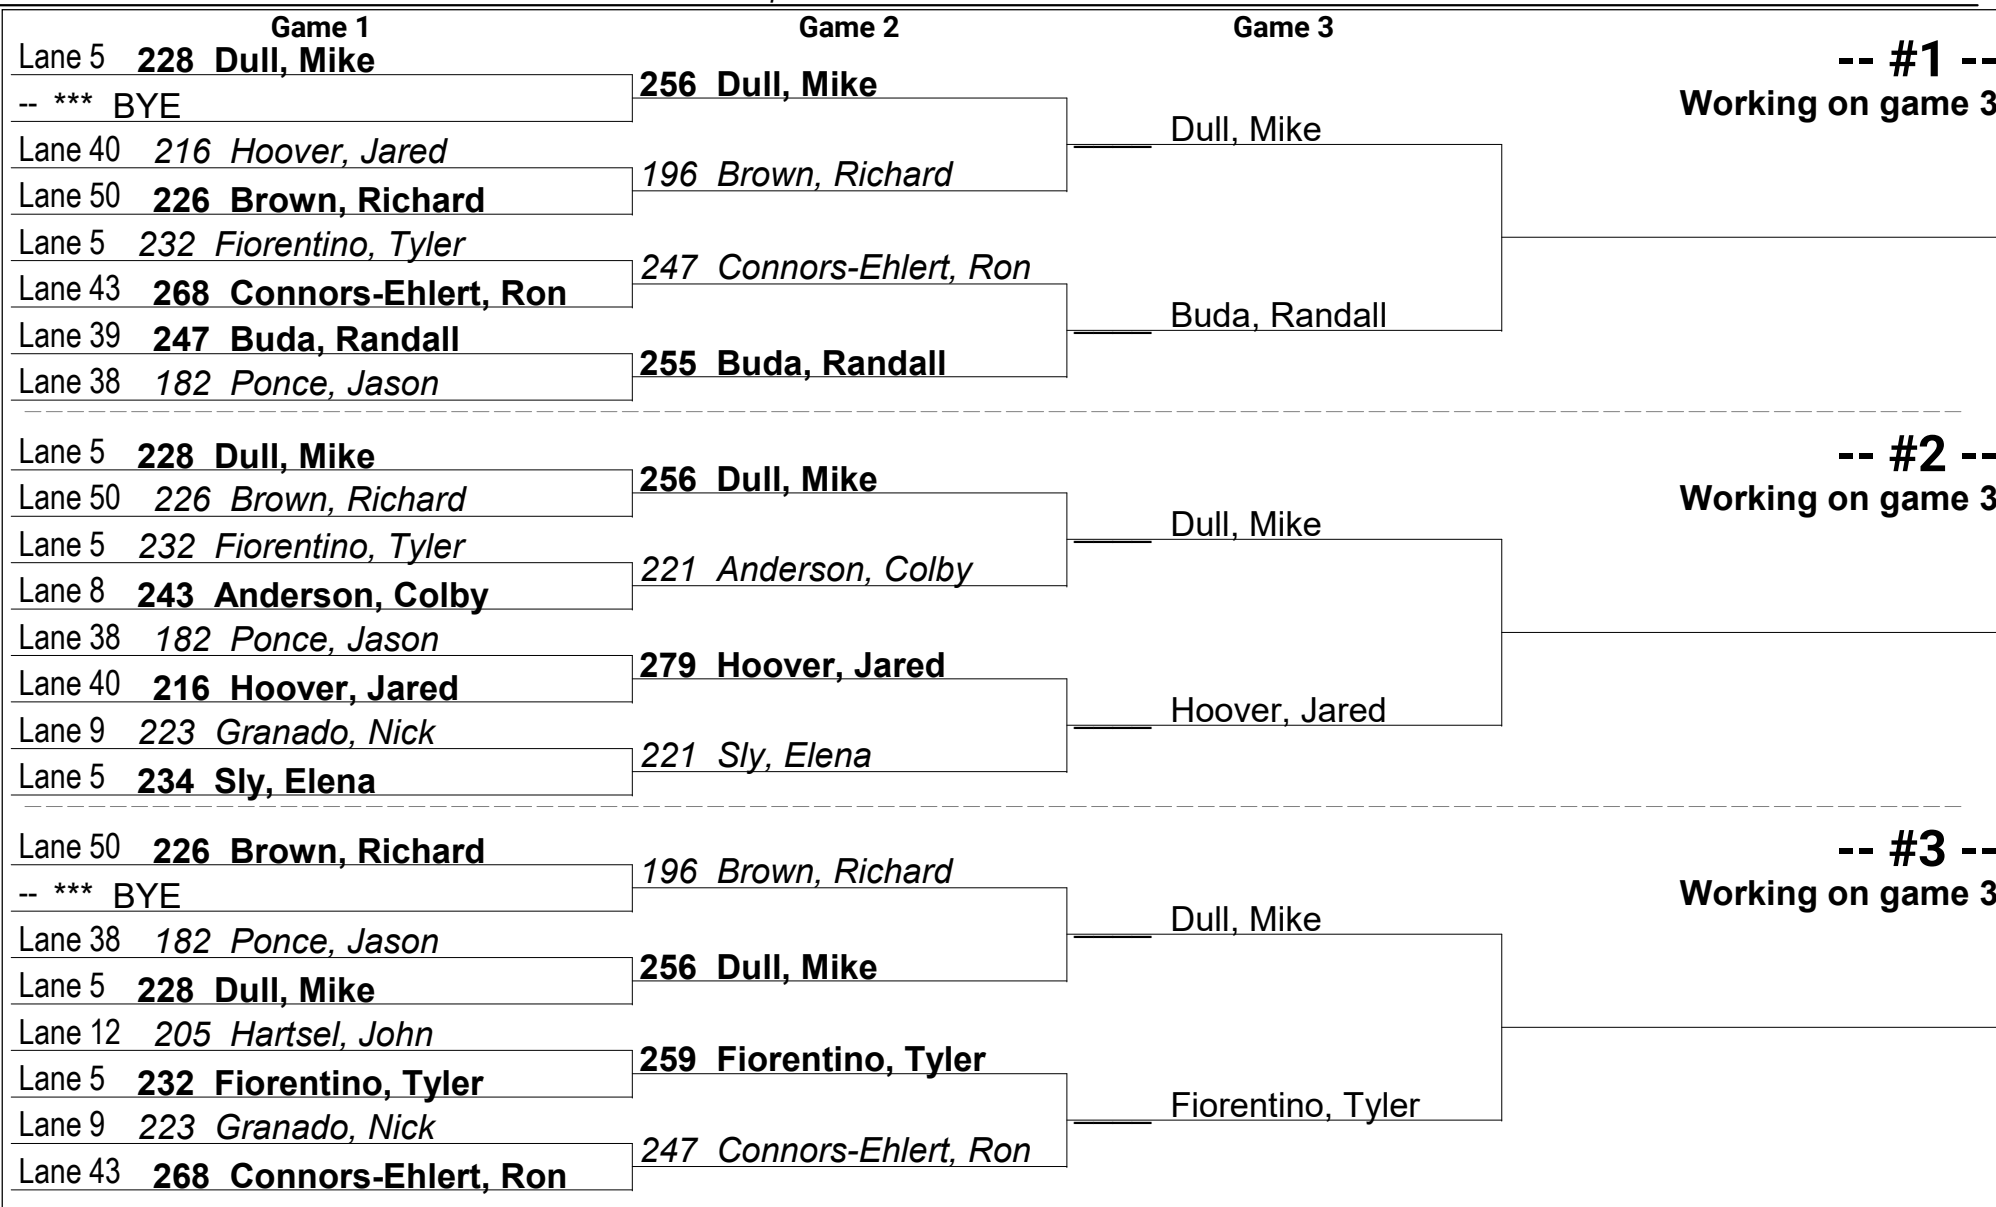 Game 1 Game 2 Game 3
-- #1 --
Working on game 3
Lane 5 228 Dull, Mike
-- *** BYE
Lane 40 216 Hoover, Jared
Lane 50 226 Brown, Richard
Lane 5 232 Fiorentino, Tyler
Lane 43 268 Connors-Ehlert, Ron
Lane 39 247 Buda, Randall
Lane 38 182 Ponce, Jason
256 Dull, Mike
196 Brown, Richard
247 Connors-Ehlert, Ron
255 Buda, Randall
Dull, Mike
Buda, Randall
-- #2 --
Working on game 3
Lane 5 228 Dull, Mike
Lane 50 226 Brown, Richard
Lane 5 232 Fiorentino, Tyler
Lane 8 243 Anderson, Colby
Lane 38 182 Ponce, Jason
Lane 40 216 Hoover, Jared
Lane 9 223 Granado, Nick
Lane 5 234 Sly, Elena
256 Dull, Mike
221 Anderson, Colby
279 Hoover, Jared
221 Sly, Elena
Dull, Mike
Hoover, Jared
-- #3 --
Working on game 3
Lane 50 226 Brown, Richard
-- *** BYE
Lane 38 182 Ponce, Jason
Lane 5 228 Dull, Mike
Lane 12 205 Hartsel, John
Lane 5 232 Fiorentino, Tyler
Lane 9 223 Granado, Nick
Lane 43 268 Connors-Ehlert, Ron
196 Brown, Richard
256 Dull, Mike
259 Fiorentino, Tyler
247 Connors-Ehlert, Ron
Dull, Mike
Fiorentino, Tyler